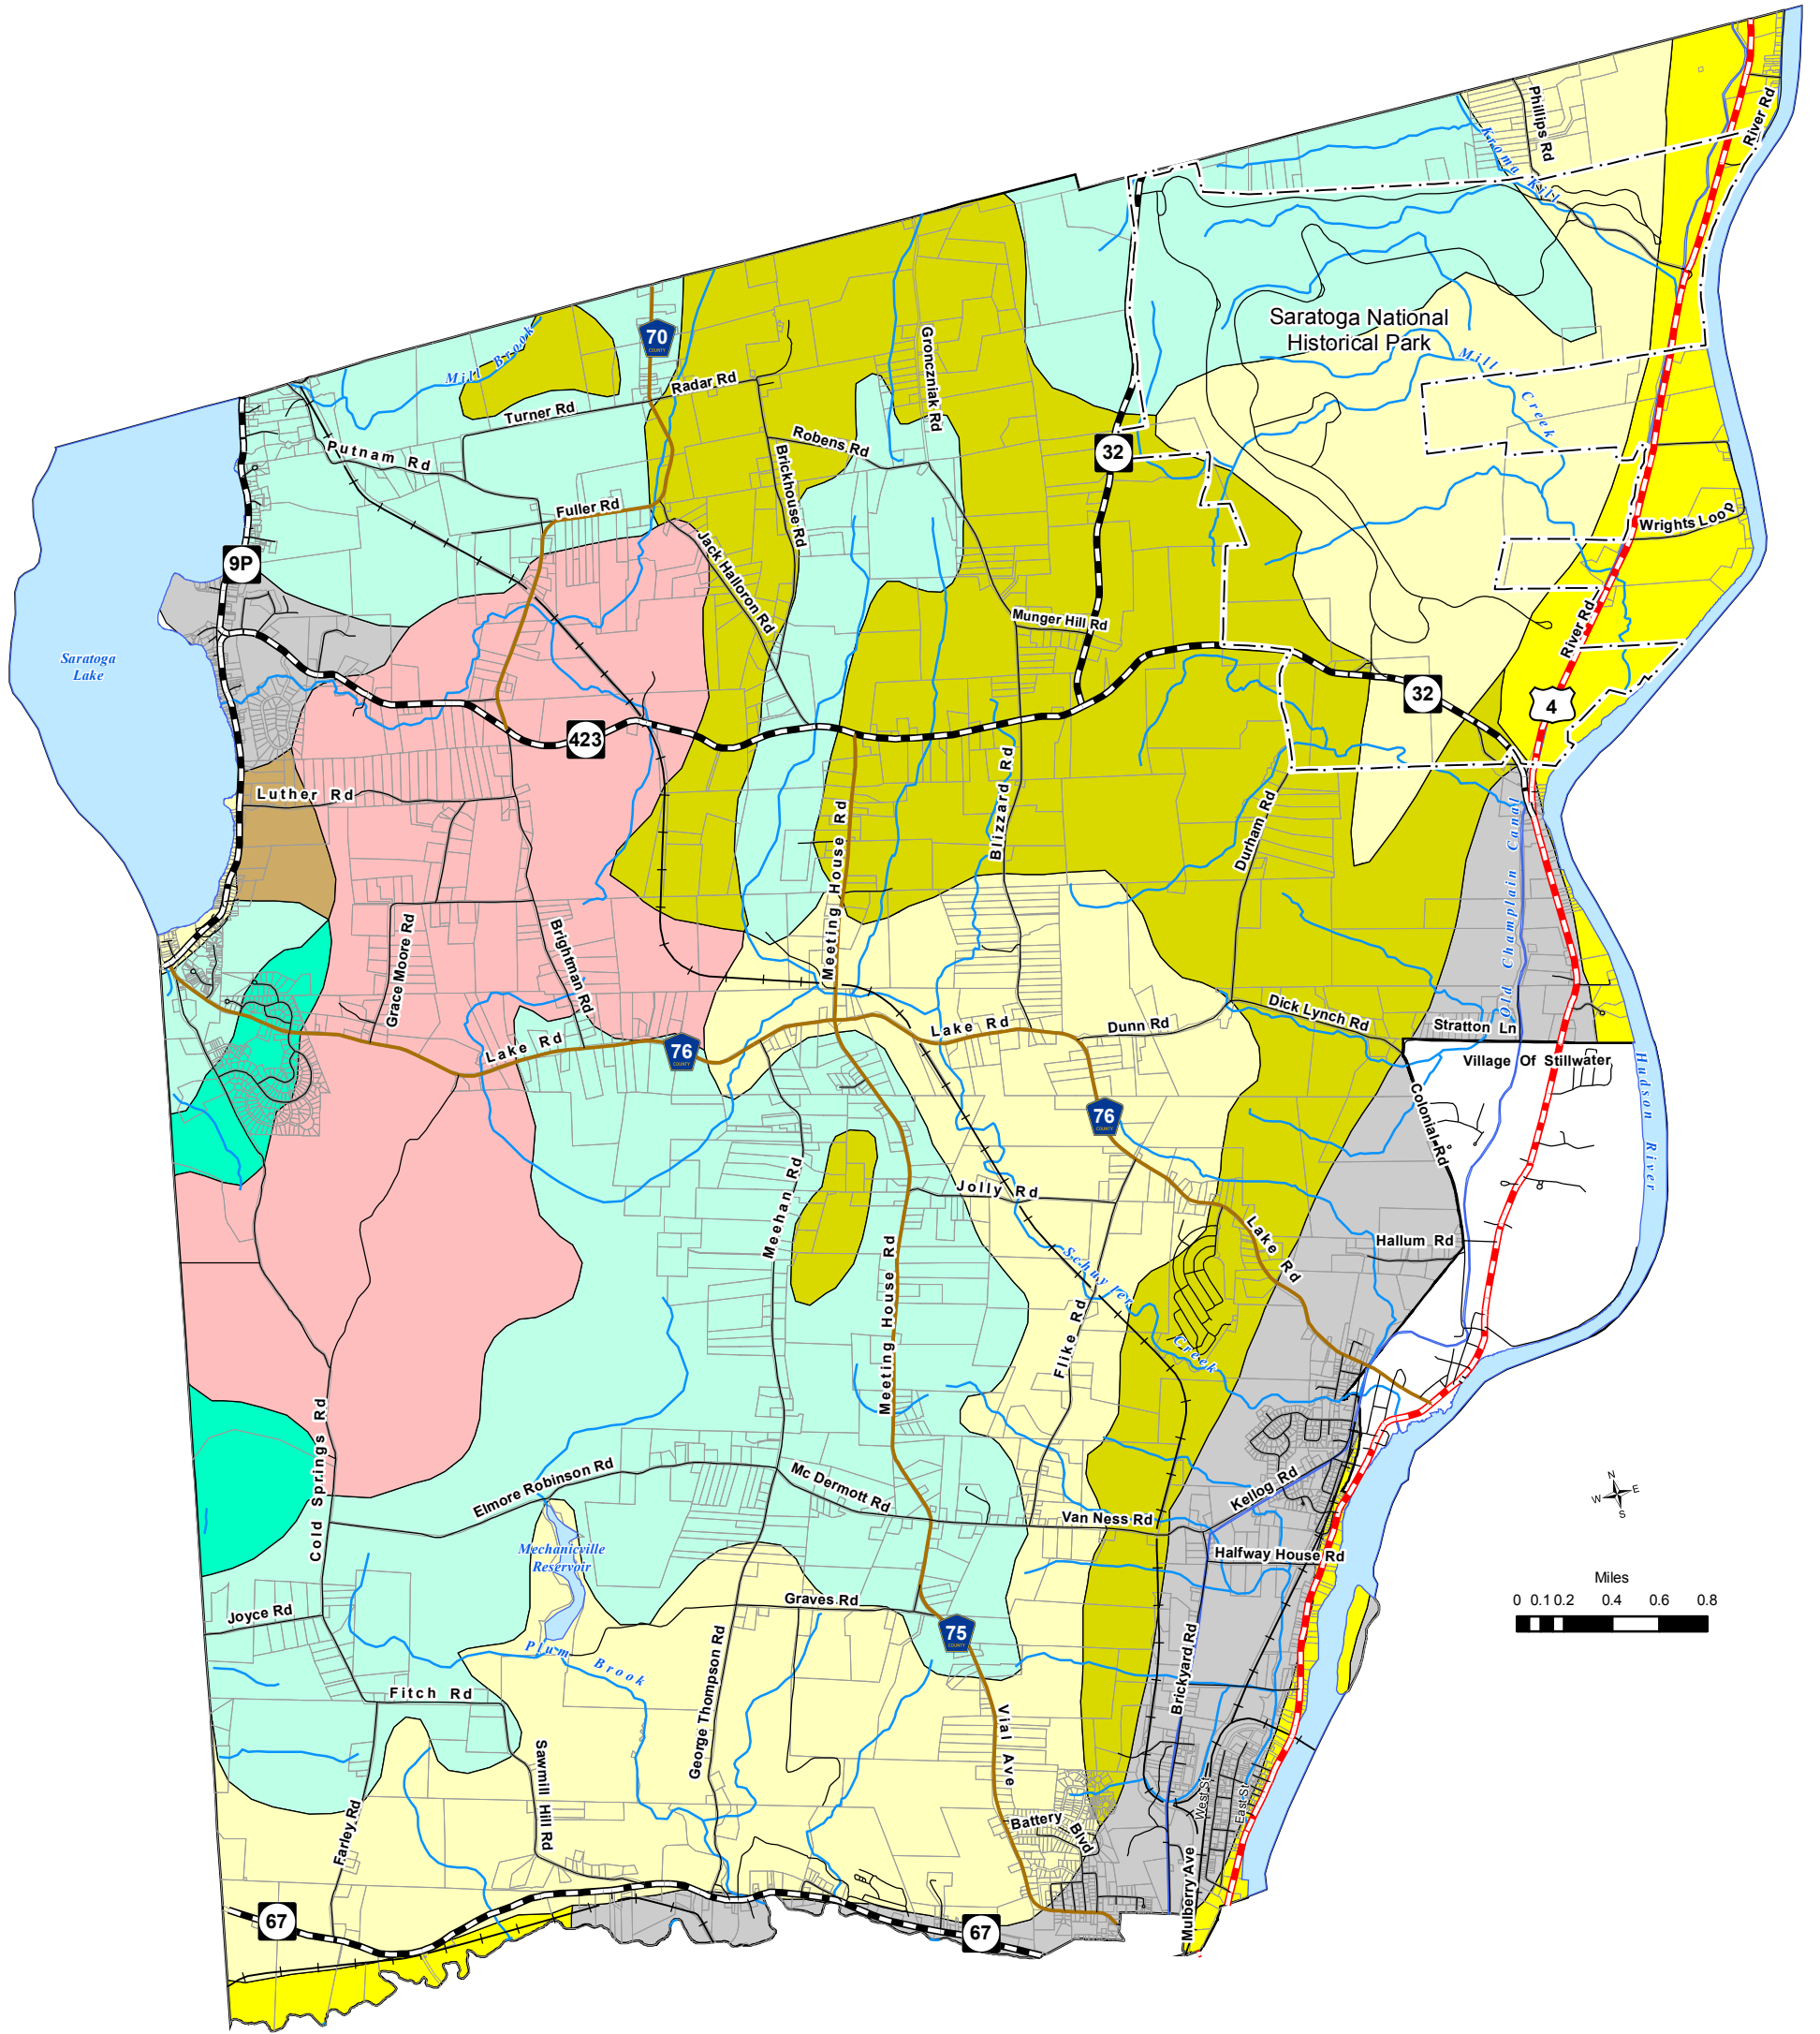 Phillips Rd
River Rd
Kroma Kill
Saratoga National
Historical Park
70
COUNTY
Mill Brook
Radar Rd
Turner Rd
Gronczniak Rd
Mill Creek
Putnam Rd
Robens Rd
32
Brickhouse Rd
Fuller Rd
Wrights Loop
9P
Jack Halloron Rd
Munger Hill Rd
River Rd
Saratoga
Lake
32
4
423
Luther Rd
Blizzard Rd
Meeting House Rd
Durham Rd
Old Champlain Canal
Grace Moore Rd
Brightman Rd
Dick Lynch Rd
Lake Rd
Dunn Rd
Stratton Ln
Lake Rd
76
COUNTY
Village Of Stillwater
Hudson River
76
COUNTY
Colonial Rd
Meehan Rd
Jolly Rd
Lake Rd
Hallum Rd
Meeting House Rd
Schuyler Creek
Flike Rd
Cold Springs Rd
Elmore Robinson Rd
Mc Dermott Rd
Kellog Rd
Van Ness Rd
N
W E
S
Mechanicville
Reservoir
Halfway House Rd
Miles
0 0.1 0.2 0.4 0.6 0.8
Joyce Rd
Graves Rd
75
COUNTY
Plum Brook
George Thompson Rd
Brickyard Rd
Fitch Rd
Vial Ave
Sawmill Hill Rd
West St
East St
Farley Rd
Battery Blvd
Mulberry Ave
67
67